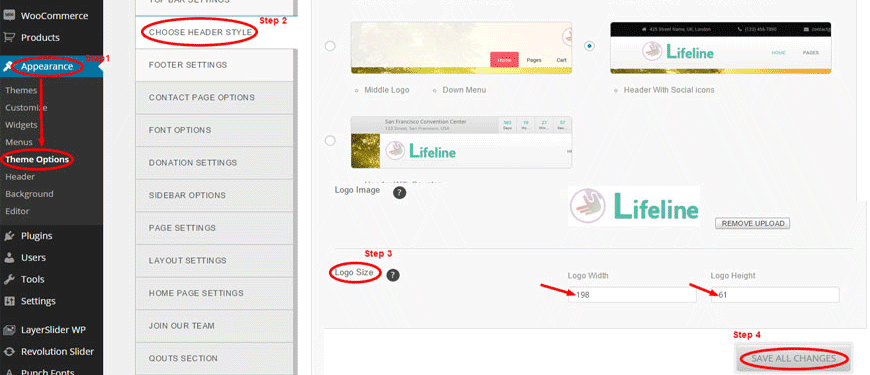 WooCommerce
Products
Appearance
Step 1
Themes
Customize
Widgets
Menus
Theme Options
Header
Background
Editor
Plugins
Users
Tools
Settings
LayerSlider WP
Revolution Slider
Punch Fonts
TOP BAR SETTINGS
Step 2
CHOOSE HEADER STYLE
FOOTER SETTINGS
CONTACT PAGE OPTIONS
FONT OPTIONS
DONATION SETTINGS
SIDEBAR OPTIONS
PAGE SETTINGS
LAYOUT SETTINGS
HOME PAGE SETTINGS
JOIN OUR TEAM
QOUTS SECTION
Home Pages Cart
Middle Logo Down Menu
425 Street Name, UK, London (123) 456-7890
Lifeline HOME PAGES
Header With Social icons
San Francisco Convention Center
123 Street, San Francisco, USA
Lifeline
Logo Image ?
Lifeline
REMOVE UPLOAD
Step 3
Logo Size ?
Logo Width Logo Height
198 61
Step 4
SAVE ALL CHANGES